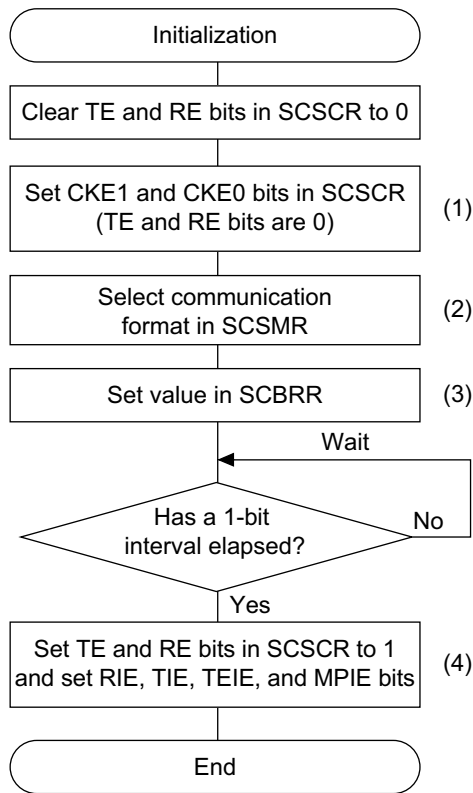 Initialization
Clear TE and RE bits in SCSCR to 0
Set CKE1 and CKE0 bits in SCSCR
(TE and RE bits are 0)
(1)
Select communication
format in SCSMR
(2)
Set value in SCBRR
(3)
Wait
Has a 1-bit
interval elapsed?
No
Yes
Set TE and RE bits in SCSCR to 1
and set RIE, TIE, TEIE, and MPIE bits
(4)
End